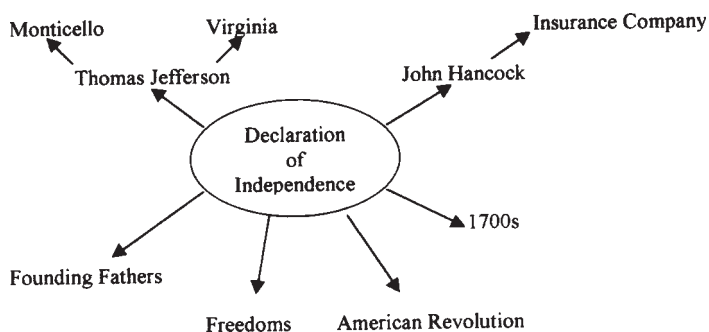 Monticello
Virginia
Insurance Company
Thomas Jefferson
John Hancock
Declaration
of
Independence
1700s
Founding Fathers
Freedoms
American Revolution